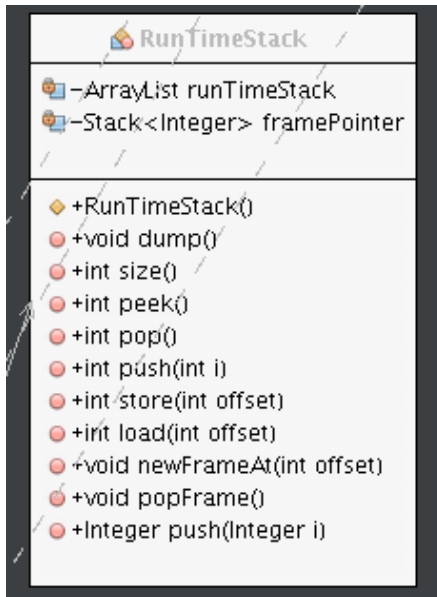 RunTimeStack
-ArrayList runTimeStack
-Stack<Integer> framePointer
+RunTimeStack()
+void dump()
+int size()
+int peek()
+int pop()
+int push(int i)
+int store(int offset)
+int load(int offset)
+void newFrameAt(int offset)
+void popFrame()
+Integer push(Integer i)